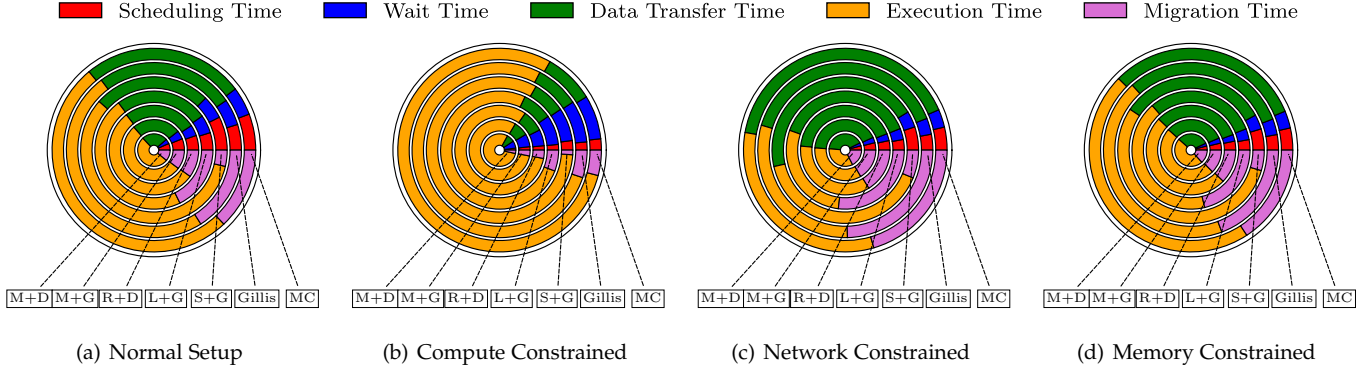 Scheduling Time Wait Time Data Transfer Time Execution Time Migration Time
M+D M+G R+D L+G S+G Gillis MC
M+D M+G R+D L+G S+G Gillis MC
M+D M+G R+D L+G S+G Gillis MC
M+D M+G R+D L+G S+G Gillis MC
(a) Normal Setup
(b) Compute Constrained
(c) Network Constrained
(d) Memory Constrained